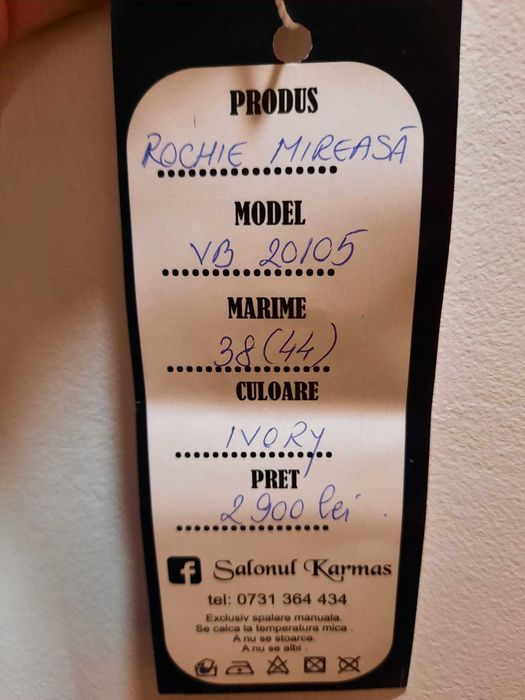 PRODUS
ROCHIE MIREASĂ
MODEL
VB 20105
MARIME
38 (44)
CULOARE
IVORY
PRET
2900 lei.
Salonul Karmas
tel: 0731 364 434
Exclusiv spalare manuala.
Se calca la temperatura mica .
A nu se stoarce.
A nu se albi .